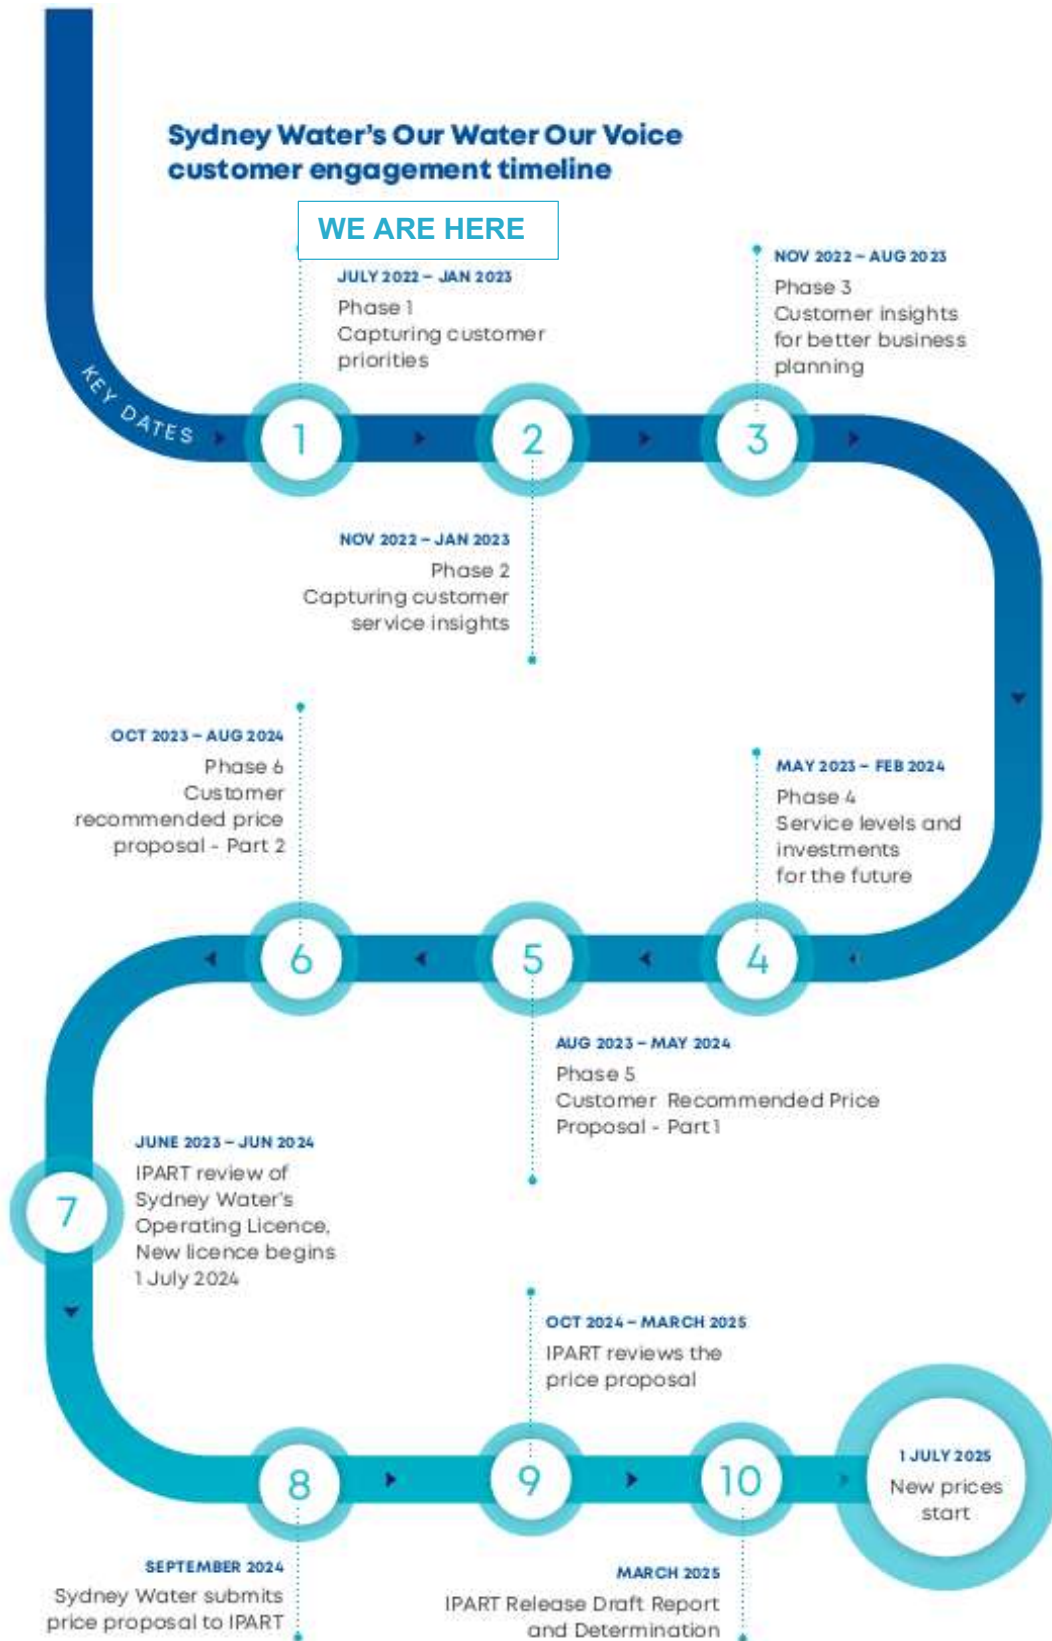 Sydney Water's Our Water Our Voice
customer engagement timeline
WE ARE HERE
JULY 2022 – JAN 2023
Phase 1
Capturing customer
priorities
NOV 2022 – AUG 2023
Phase 3
Customer insights
for better business
planning
KEY DATES
1
2
3
NOV 2022 – JAN 2023
Phase 2
Capturing customer
service insights
OCT 2023 – AUG 2024
Phase 6
Customer
recommended price
proposal - Part 2
MAY 2023 – FEB 2024
Phase 4
Service levels and
investments
for the future
6
5
4
AUG 2023 – MAY 2024
Phase 5
Customer Recommended Price
Proposal - Part 1
7
JUNE 2023 – JUN 2024
IPART review of
Sydney Water's
Operating Licence,
New licence begins
1 July 2024
OCT 2024 – MARCH 2025
IPART reviews the
price proposal
8
9
10
1 JULY 2025
New prices
start
SEPTEMBER 2024
Sydney Water submits
price proposal to IPART
MARCH 2025
IPART Release Draft Report
and Determination